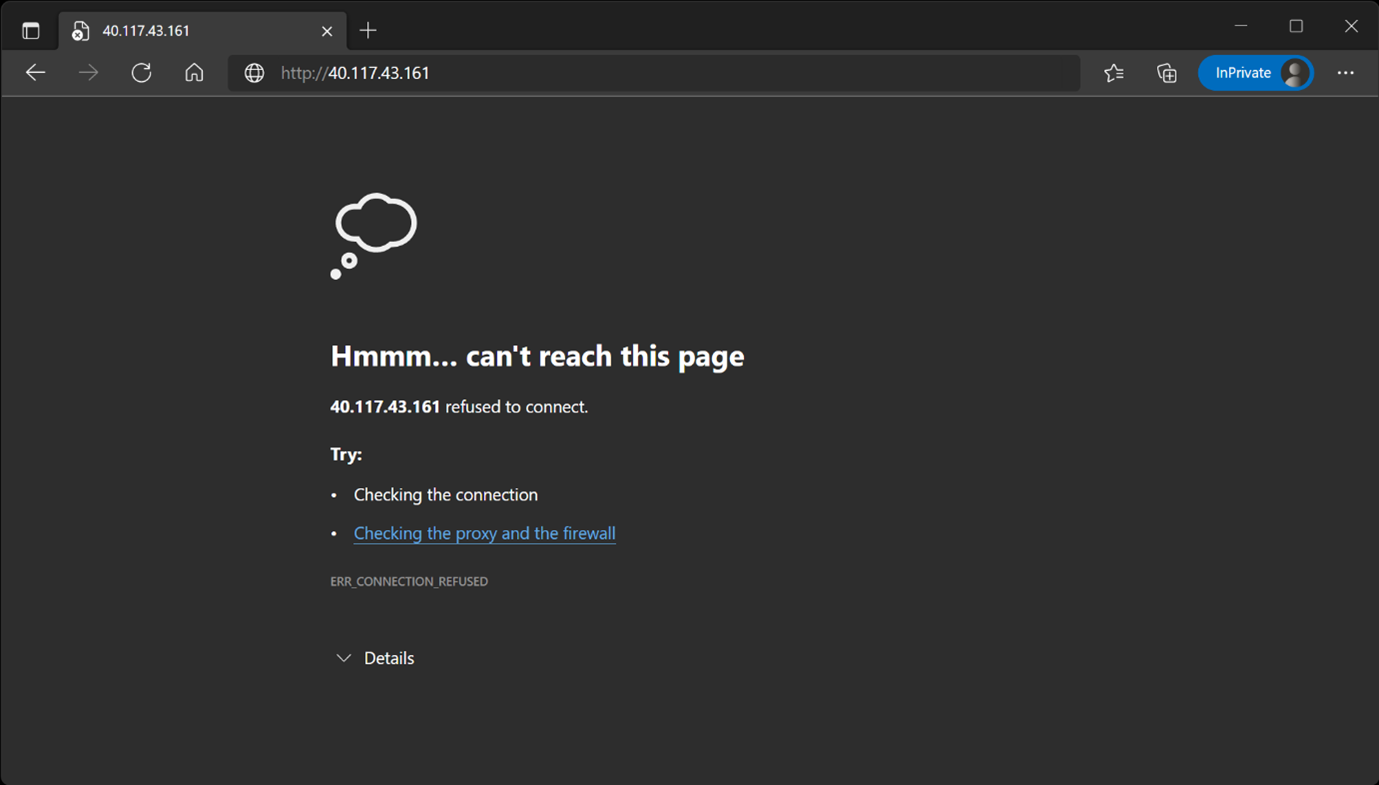 40.117.43.161
http://40.117.43.161
InPrivate
Hmmm... can't reach this page
40.117.43.161 refused to connect.
Try:
• Checking the connection
• Checking the proxy and the firewall
ERR_CONNECTION_REFUSED
Details